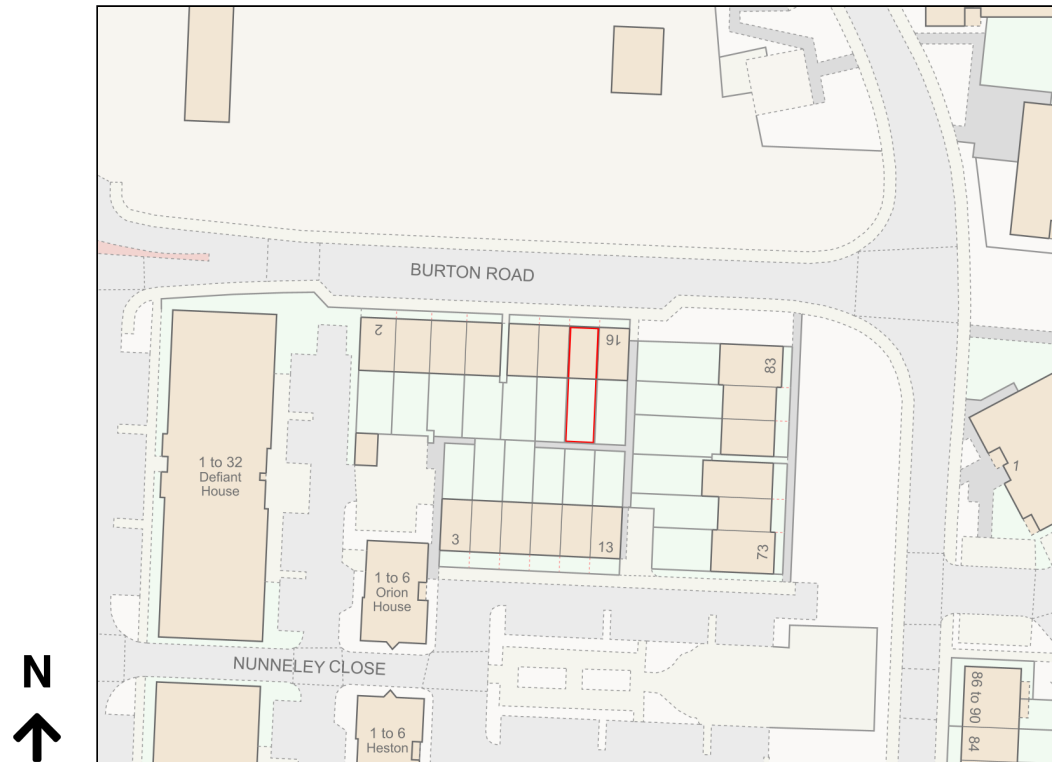 BURTON ROAD
2
16
83
1 to 32
Defiant
House
1
3
13
73
1 to 6
Orion
House
N
NUNNELEY CLOSE
86 to 90
84
1 to 6
Heston